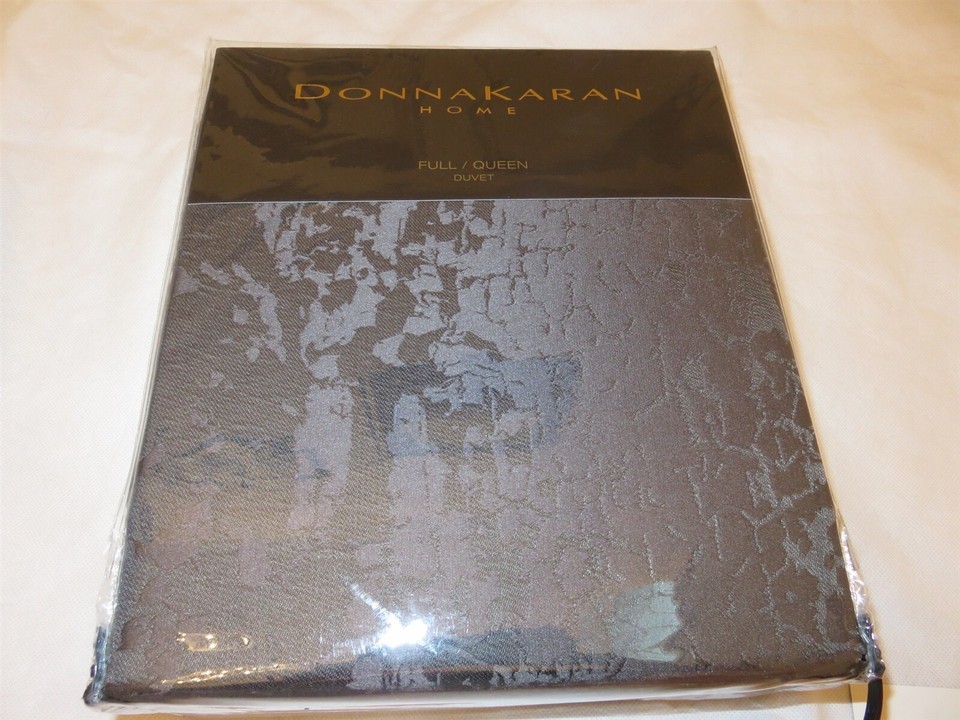 DONNAKARAN
HOME
FULL / QUEEN
DUVET